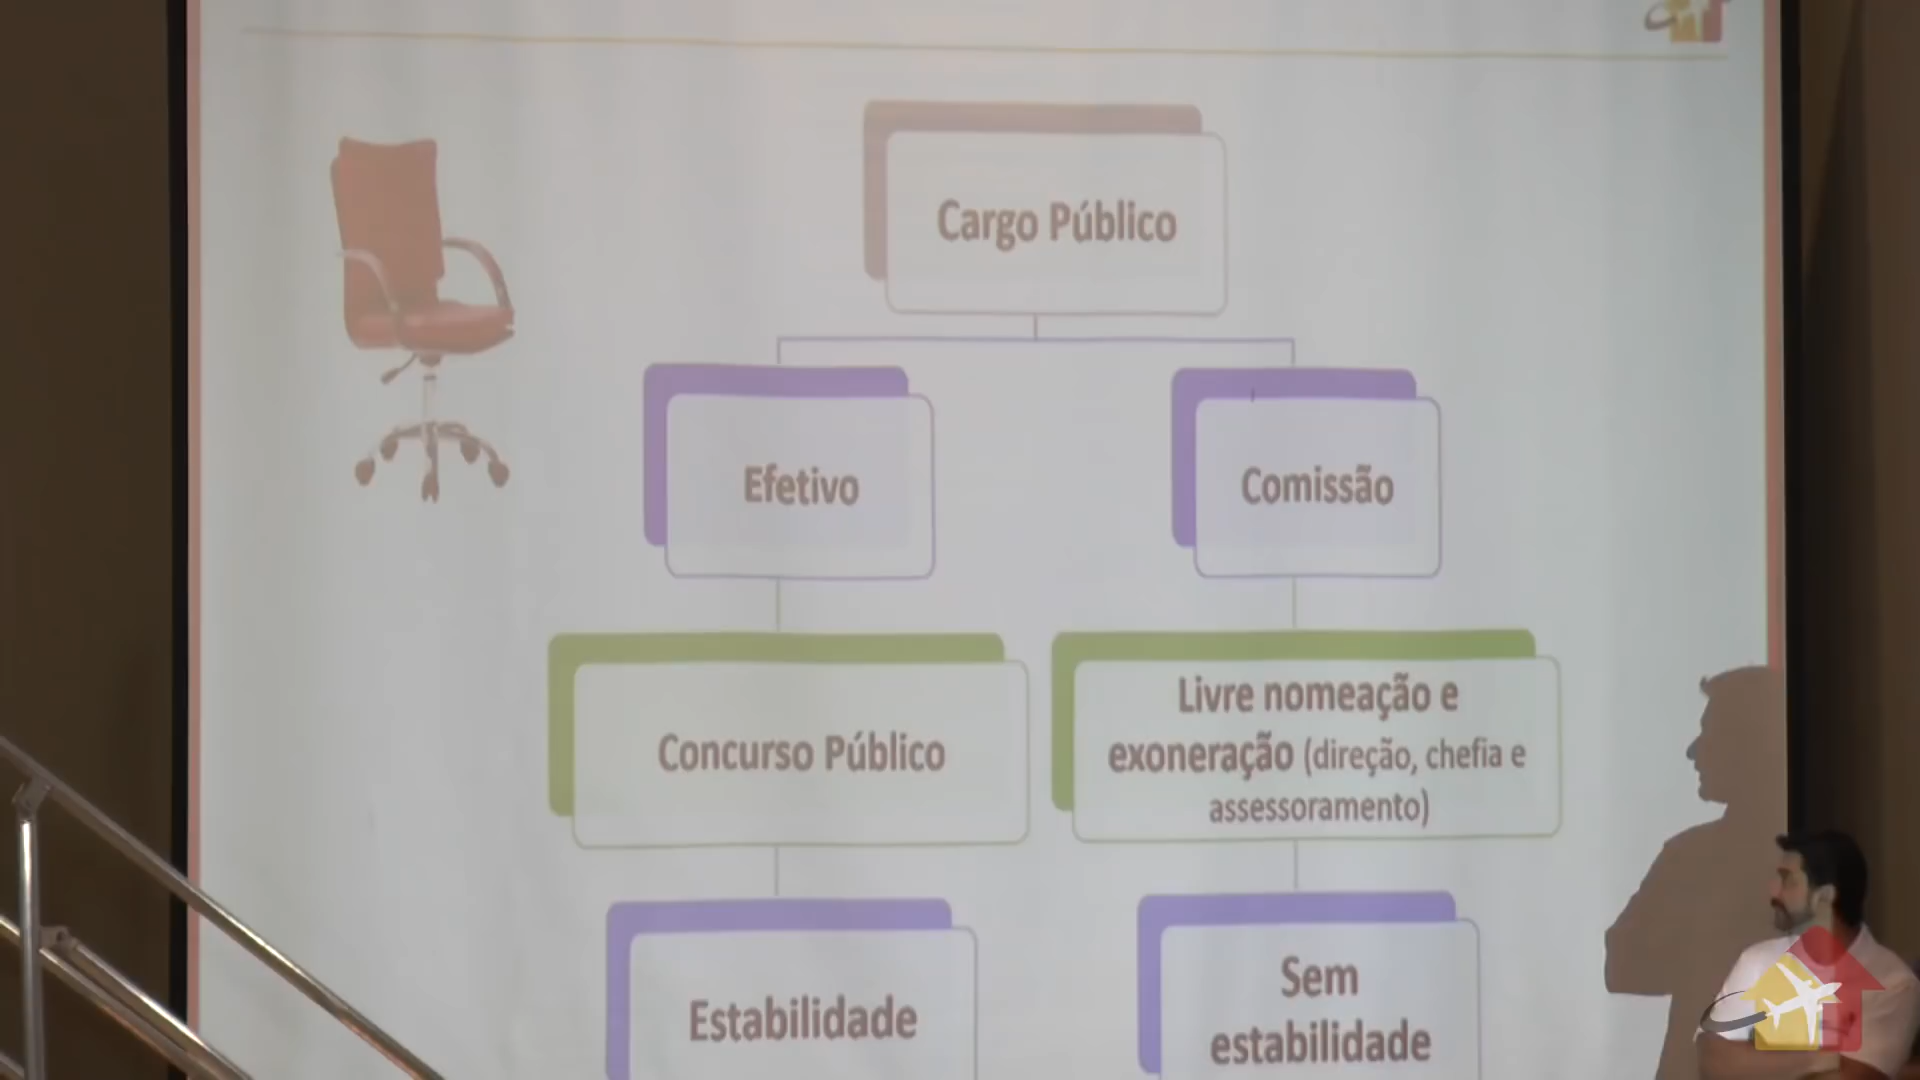 Cargo Público
Efetivo
Comissão
Concurso Público
Livre nomeação e
exoneração (direção, chefia e
assessoramento)
Estabilidade
Sem
estabilidade